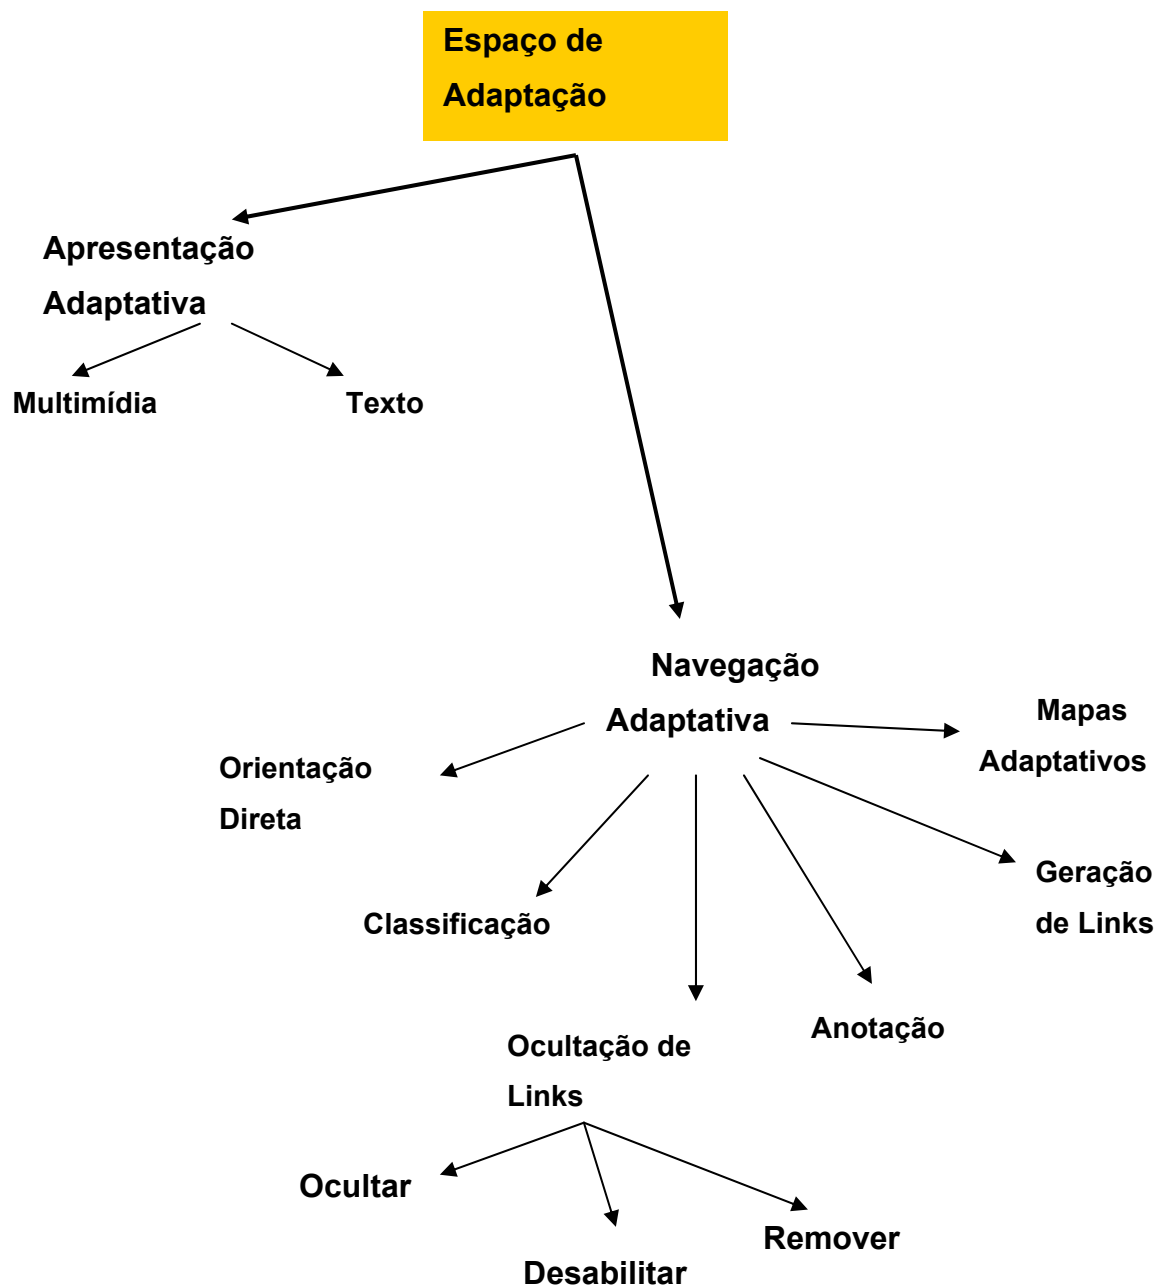 Espaço de
Adaptação
Apresentação
Adaptativa
Multimídia
Texto
Navegação
Adaptativa
Mapas
Adaptativos
Orientação
Direta
Geração
de Links
Classificação
Anotação
Ocultação de
Links
Ocultar
Remover
Desabilitar